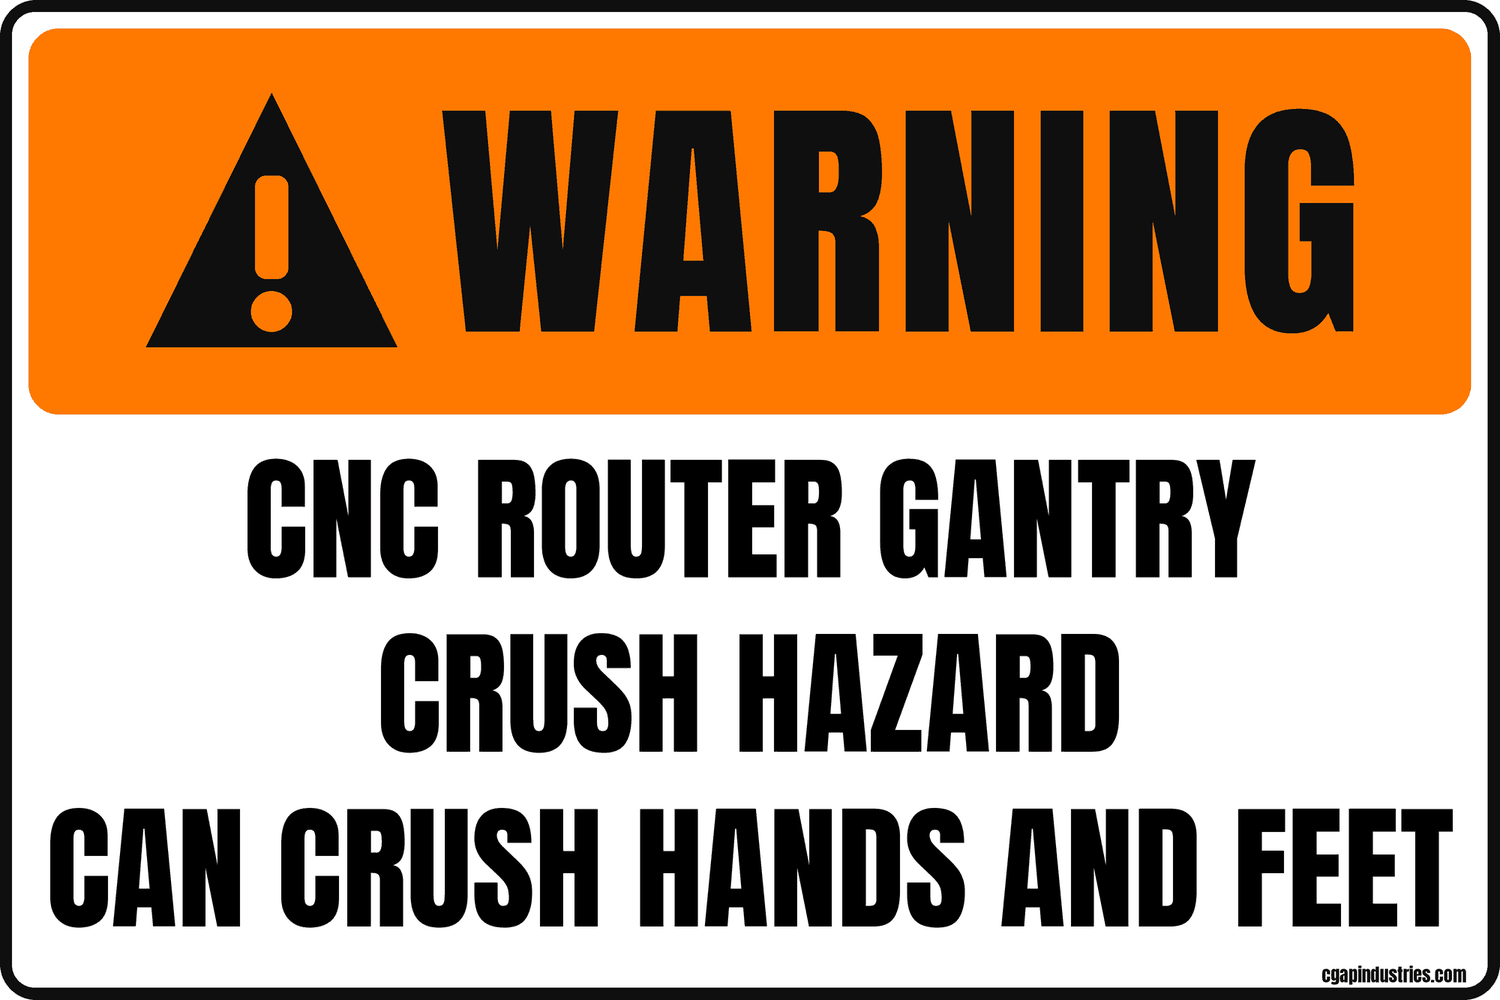 WARNING
CNC ROUTER GANTRY
CRUSH HAZARD
CAN CRUSH HANDS AND FEET
cgapindustries.com